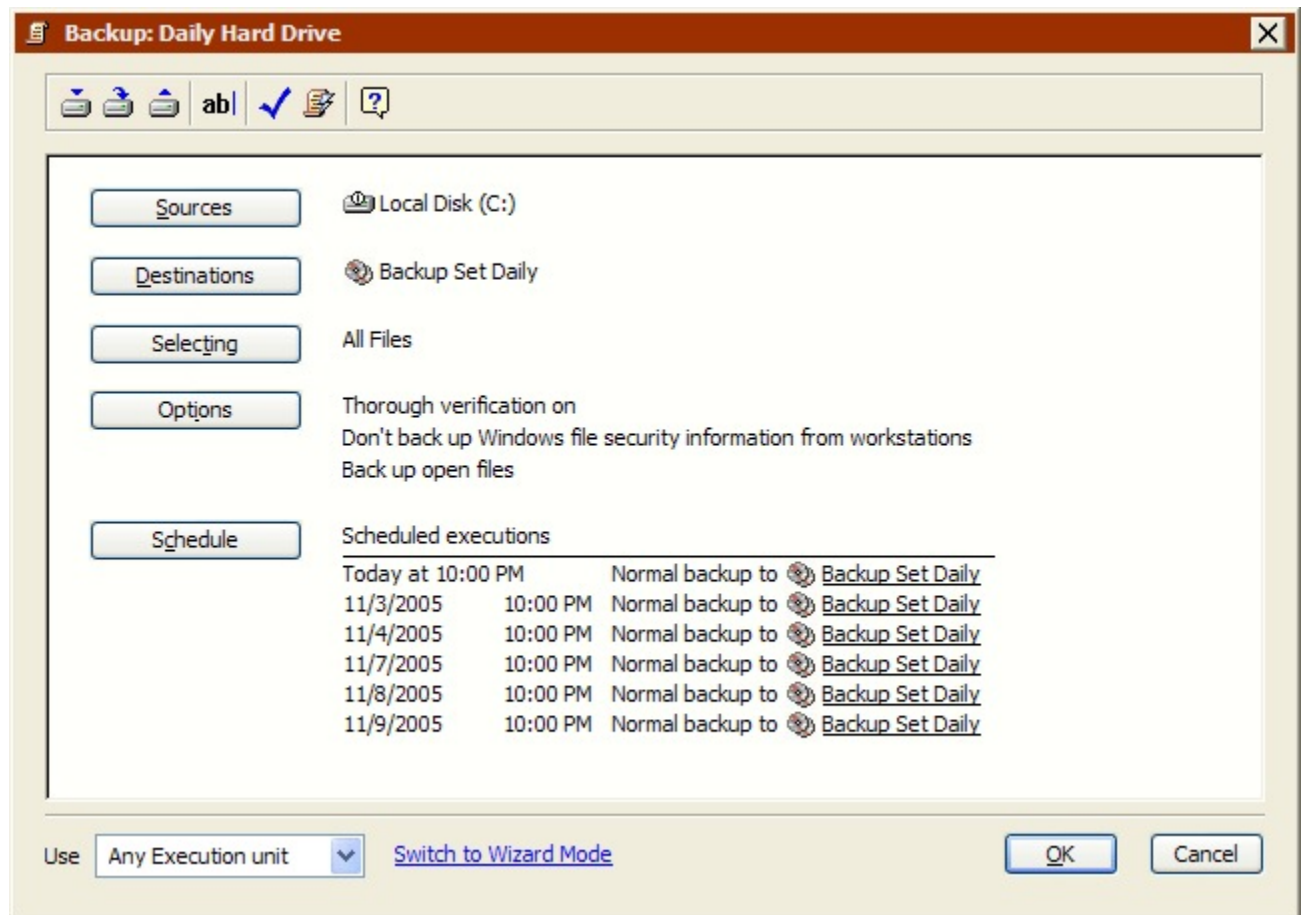 Backup: Daily Hard Drive
ab
?
Sources Local Disk (C:)
Destinations Backup Set Daily
Selecting All Files
Options Thorough verification on
Don't back up Windows file security information from workstations
Back up open files
Schedule Scheduled executions
Today at 10:00 PM Normal backup to Backup Set Daily
11/3/2005 10:00 PM Normal backup to Backup Set Daily
11/4/2005 10:00 PM Normal backup to Backup Set Daily
11/7/2005 10:00 PM Normal backup to Backup Set Daily
11/8/2005 10:00 PM Normal backup to Backup Set Daily
11/9/2005 10:00 PM Normal backup to Backup Set Daily
Use Any Execution unit Switch to Wizard Mode OK Cancel